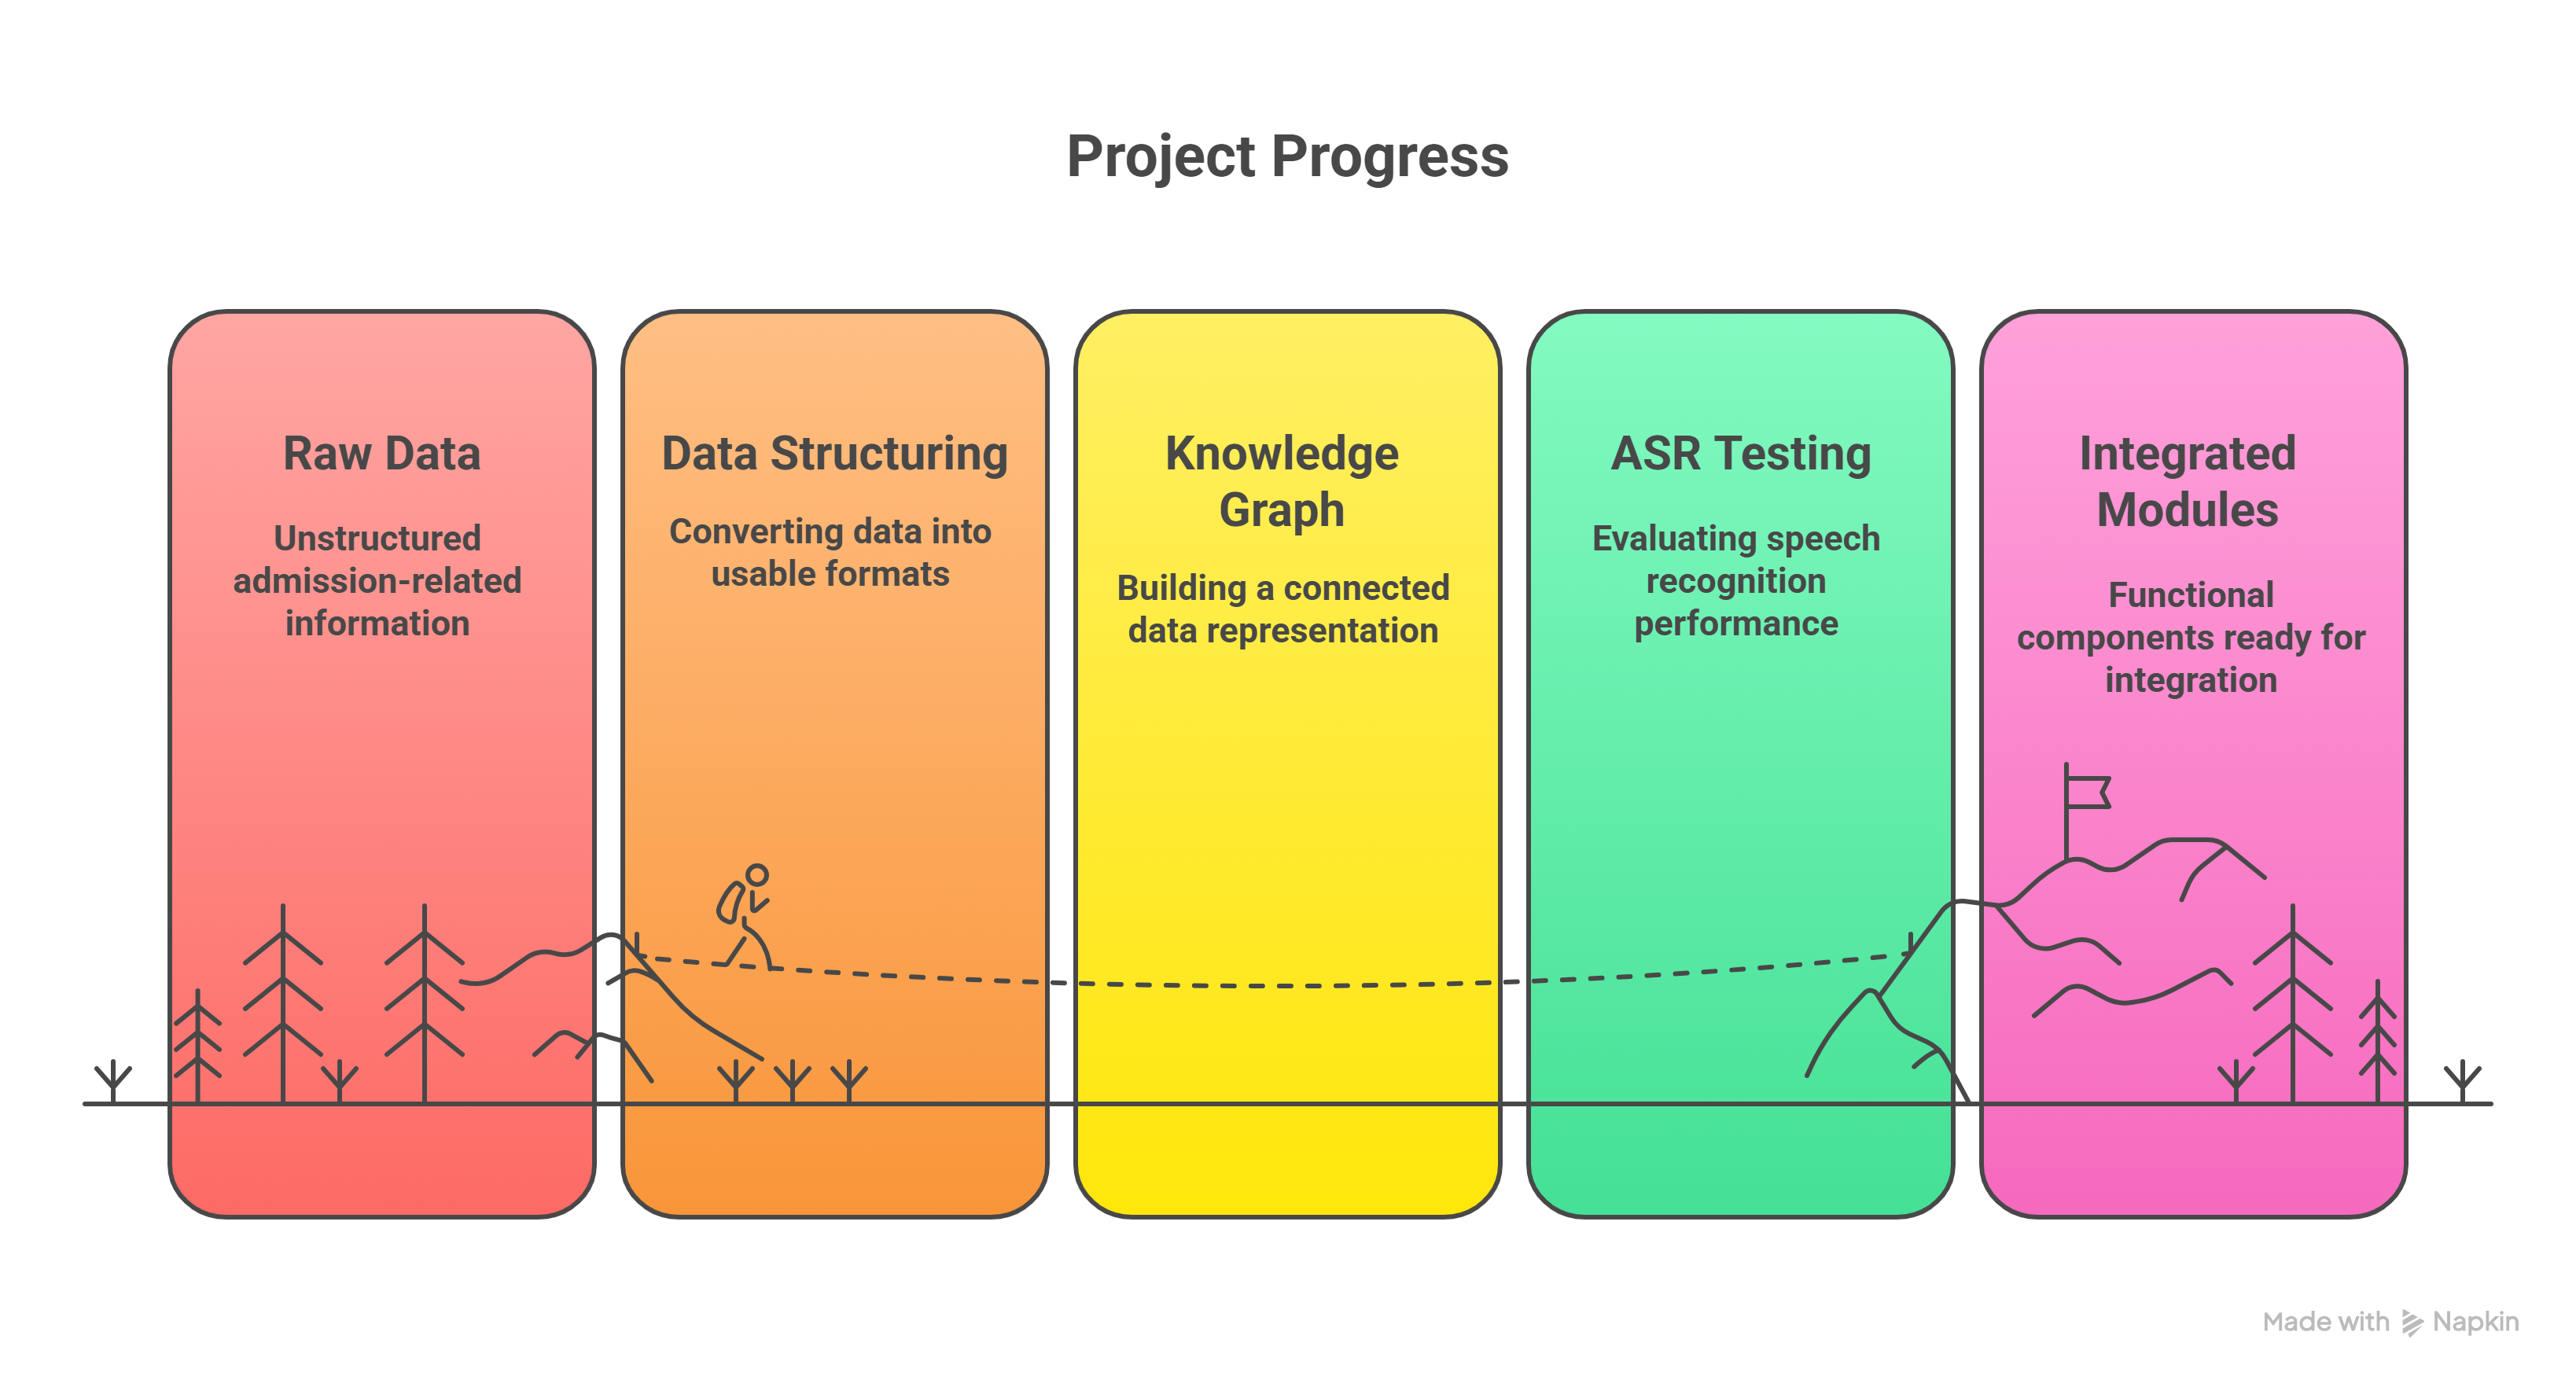 Project Progress
Raw Data
Unstructured
admission-related
information
Data Structuring
Converting data into
usable formats
Knowledge
Graph
Building a connected
data representation
ASR Testing
Evaluating speech
recognition
performance
Integrated
Modules
Functional
components ready for
integration
Made with Napkin